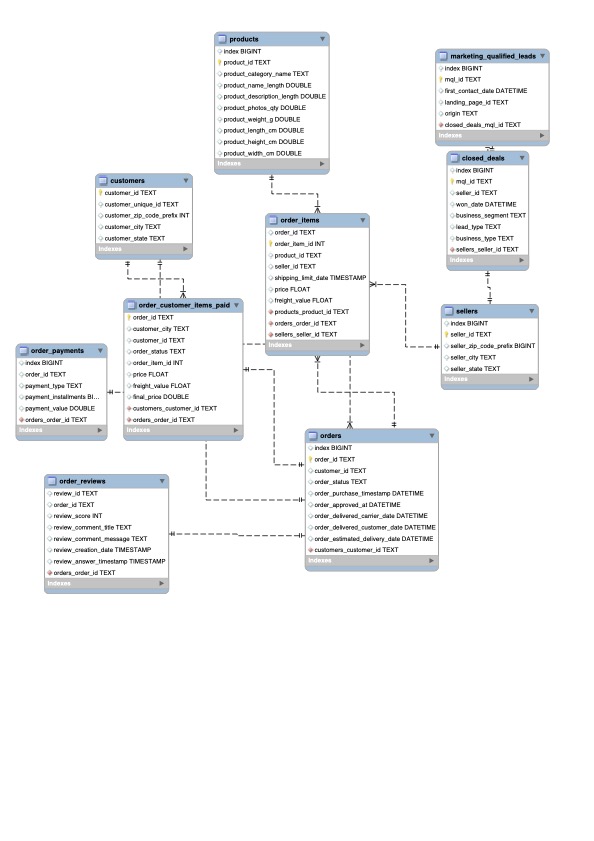 products
index BIGINT
product_id TEXT
product_category_name TEXT
product_name_length DOUBLE
product_description_length DOUBLE
product_photos_qty DOUBLE
product_weight_g DOUBLE
product_length_cm DOUBLE
product_height_cm DOUBLE
product_width_cm DOUBLE
Indexes
marketing_qualified_leads
index BIGINT
mql_id TEXT
first_contact_date DATETIME
landing_page_id TEXT
origin TEXT
closed_deals_mql_id TEXT
Indexes
closed_deals
index BIGINT
mql_id TEXT
seller_id TEXT
won_date DATETIME
business_segment TEXT
lead_type TEXT
business_type TEXT
sellers_seller_id TEXT
Indexes
customers
customer_id TEXT
customer_unique_id TEXT
customer_zip_code_prefix INT
customer_city TEXT
customer_state TEXT
Indexes
order_items
order_id TEXT
order_item_id INT
product_id TEXT
seller_id TEXT
shipping_limit_date TIMESTAMP
price FLOAT
freight_value FLOAT
products_product_id TEXT
orders_order_id TEXT
sellers_seller_id TEXT
Indexes
order_customer_items_paid
order_id TEXT
customer_city TEXT
customer_id TEXT
order_status TEXT
order_item_id INT
price FLOAT
freight_value FLOAT
final_price DOUBLE
customers_customer_id TEXT
orders_order_id TEXT
Indexes
sellers
index BIGINT
seller_id TEXT
seller_zip_code_prefix BIGINT
seller_city TEXT
seller_state TEXT
Indexes
order_payments
index BIGINT
order_id TEXT
payment_type TEXT
payment_installments BI...
payment_value DOUBLE
orders_order_id TEXT
Indexes
orders
index BIGINT
order_id TEXT
customer_id TEXT
order_status TEXT
order_purchase_timestamp DATETIME
order_approved_at DATETIME
order_delivered_carrier_date DATETIME
order_delivered_customer_date DATETIME
order_estimated_delivery_date DATETIME
customers_customer_id TEXT
Indexes
order_reviews
review_id TEXT
order_id TEXT
review_score INT
review_comment_title TEXT
review_comment_message TEXT
review_creation_date TIMESTAMP
review_answer_timestamp TIMESTAMP
orders_order_id TEXT
Indexes